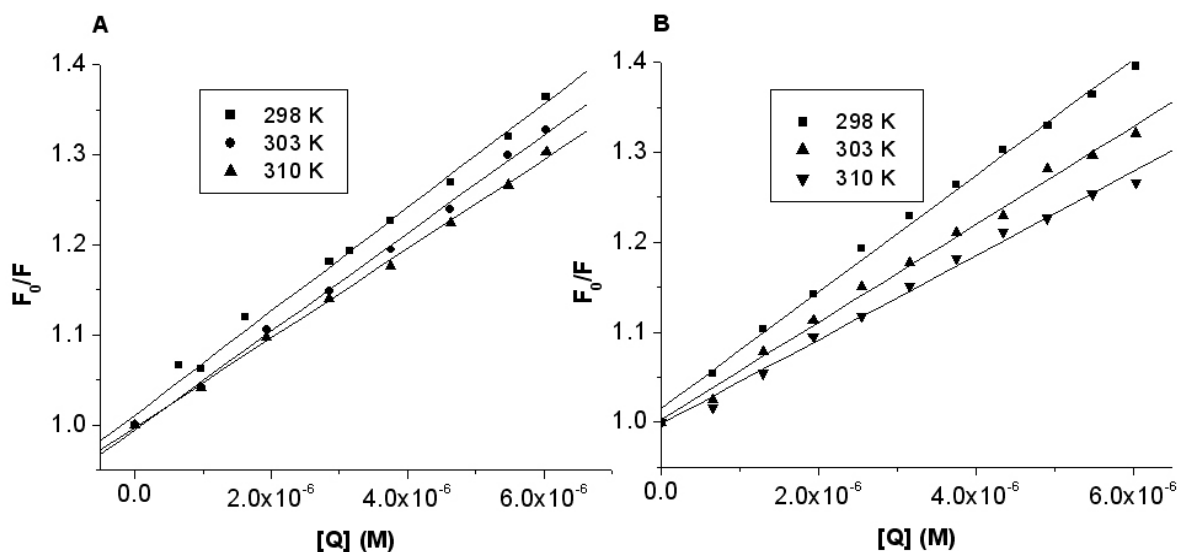 A
1.4
1.3
1.2
1.1
1.0
F₀/F
298 K
303 K
310 K
0.0
2.0x10⁻⁶
4.0x10⁻⁶
6.0x10⁻⁶
[Q] (M)
B
1.4
1.3
1.2
1.1
1.0
F₀/F
298 K
303 K
310 K
0.0
2.0x10⁻⁶
4.0x10⁻⁶
6.0x10⁻⁶
[Q] (M)